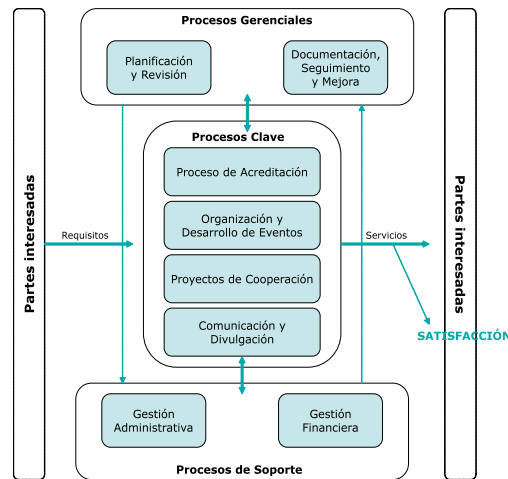 Procesos Gerenciales
Planificación
y Revisión
Documentación,
Seguimiento
y Mejora
Partes interesadas
Requisitos
Procesos Clave
Proceso de Acreditación
Organización y
Desarrollo de Eventos
Proyectos de Cooperación
Comunicación y
Divulgación
Servicios
Partes interesadas
SATISFACCIÓN
Gestión
Administrativa
Gestión
Financiera
Procesos de Soporte